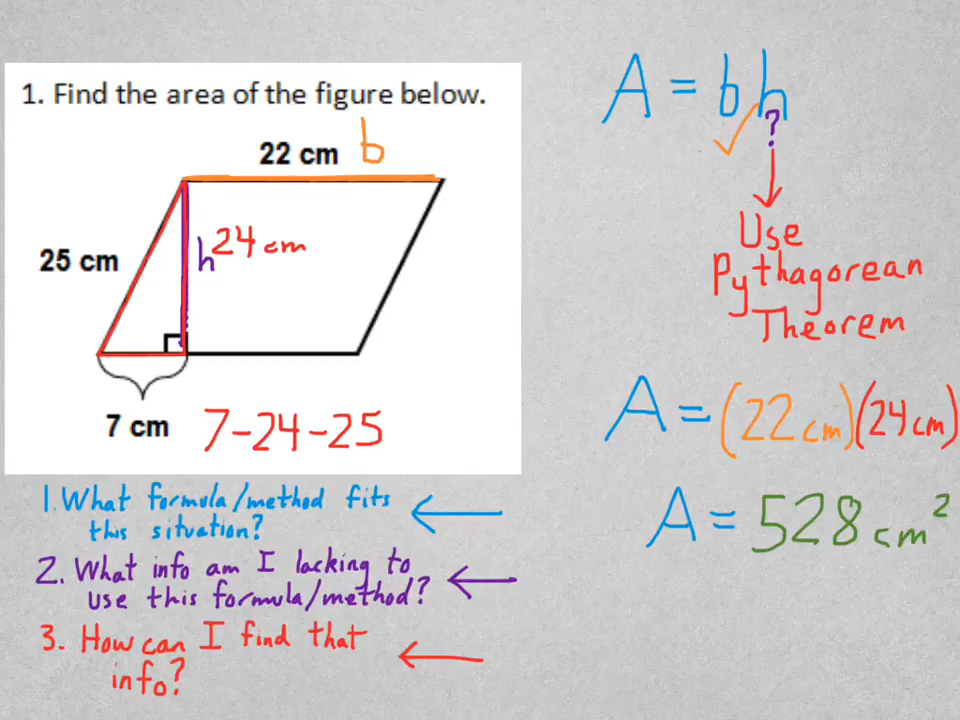 1. Find the area of the figure below.
22 cm b
25 cm
h 24 cm
7 cm 7-24-25
1. What formula/method fits
this situation?
2. What info am I lacking to
use this formula/method?
3. How can I find that
info?
A = bh
?
Use
Pythagorean
Theorem
A = (22 cm)(24 cm)
A = 528 cm²